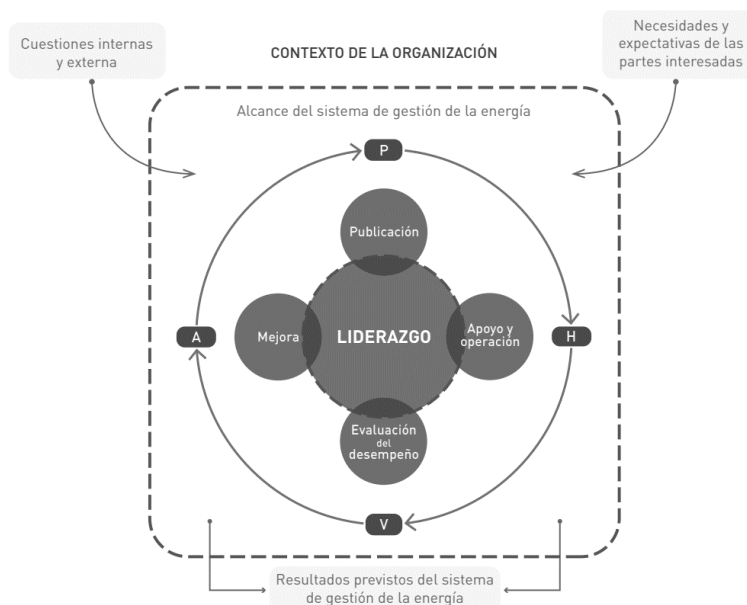 Cuestiones internas
y externa
CONTEXTO DE LA ORGANIZACIÓN
Necesidades y
expectativas de las
partes interesadas
Alcance del sistema de gestión de la energía
P
Publicación
A
Mejora
LIDERAZGO
Apoyo y
operación
H
Evaluación
del
desempeño
V
Resultados previstos del sistema
de gestión de la energía